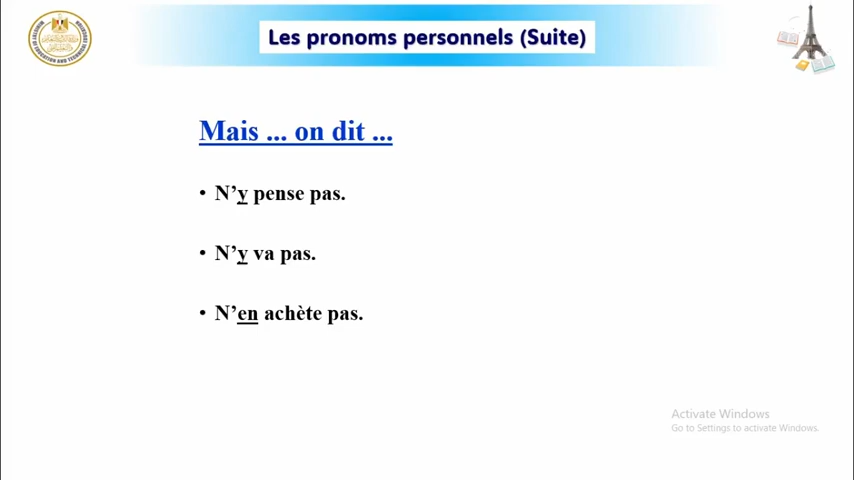 Les pronoms personnels (Suite)
Mais ... on dit ...
• N’y pense pas.
• N’y va pas.
• N’en achète pas.
Activate Windows
Go to Settings to activate Windows.